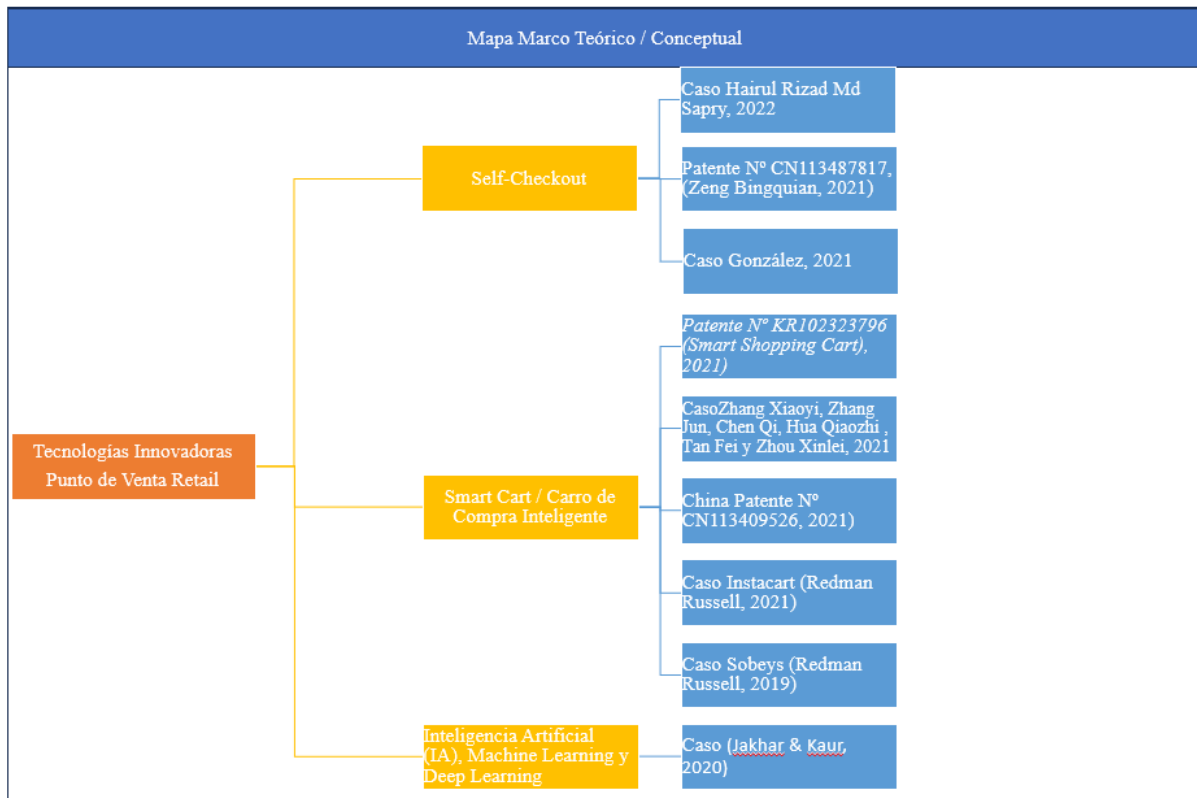 Mapa Marco Teórico / Conceptual
Tecnologías Innovadoras
Punto de Venta Retail
Self-Checkout
Caso Hairul Rizad Md
Sapry, 2022
Patente Nº CN113487817,
(Zeng Bingquian, 2021)
Caso González, 2021
Smart Cart / Carro de
Compra Inteligente
Patente Nº KR102323796
(Smart Shopping Cart),
2021)
CasoZhang Xiaoyi, Zhang
Jun, Chen Qi, Hua Qiaozhi ,
Tan Fei y Zhou Xinlei, 2021
China Patente Nº
CN113409526, 2021)
Caso Instacart (Redman
Russell, 2021)
Caso Sobeys (Redman
Russell, 2019)
Inteligencia Artificial
(IA), Machine Learning y
Deep Learning
Caso (Jakhar & Kaur,
2020)